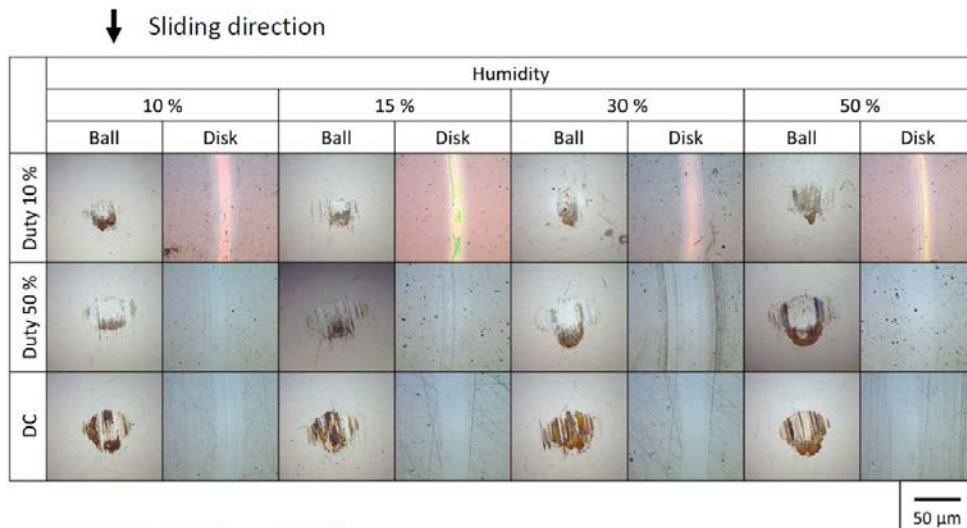 Sliding direction
Humidity
10 % 15 % 30 % 50 %
Ball Disk Ball Disk Ball Disk Ball Disk
Duty 10 %
Duty 50 %
DC
50 μm